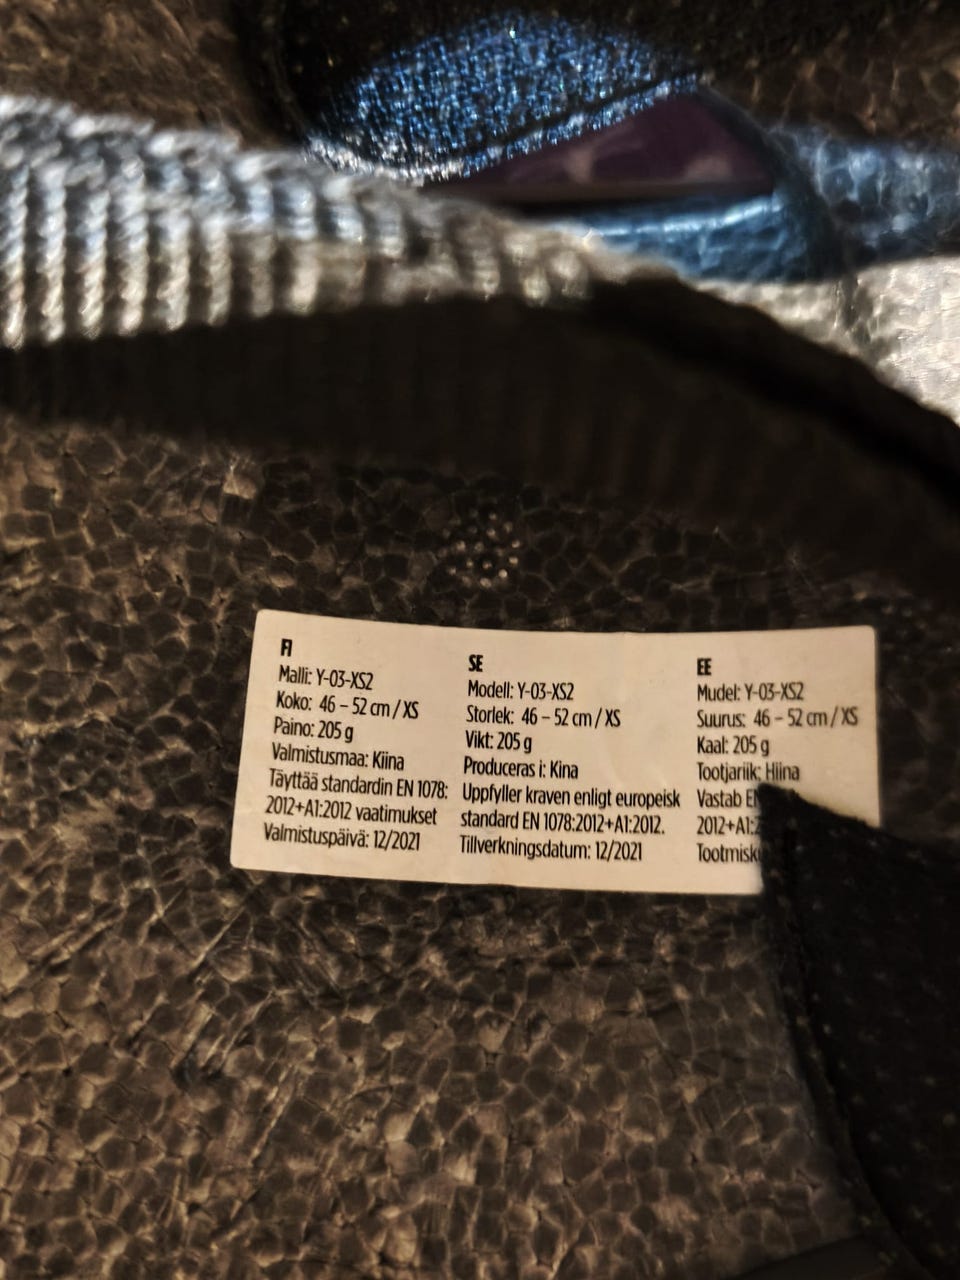 FI
Malli: Y-03-XS2
Koko: 46 – 52 cm / XS
Paino: 205 g
Valmistusmaa: Kiina
Täyttää standardin EN 1078:
2012+A1:2012 vaatimukset
Valmistuspäivä: 12/2021
SE
Modell: Y-03-XS2
Storlek: 46 – 52 cm / XS
Vikt: 205 g
Produceras i: Kina
Uppfyller kraven enligt europeisk
standard EN 1078:2012+A1:2012.
Tillverkningsdatum: 12/2021
EE
Mudel: Y-03-XS2
Suurus: 46 – 52 cm / XS
Kaal: 205 g
Tootjariik: Hiina
Vastab
2012+A1: